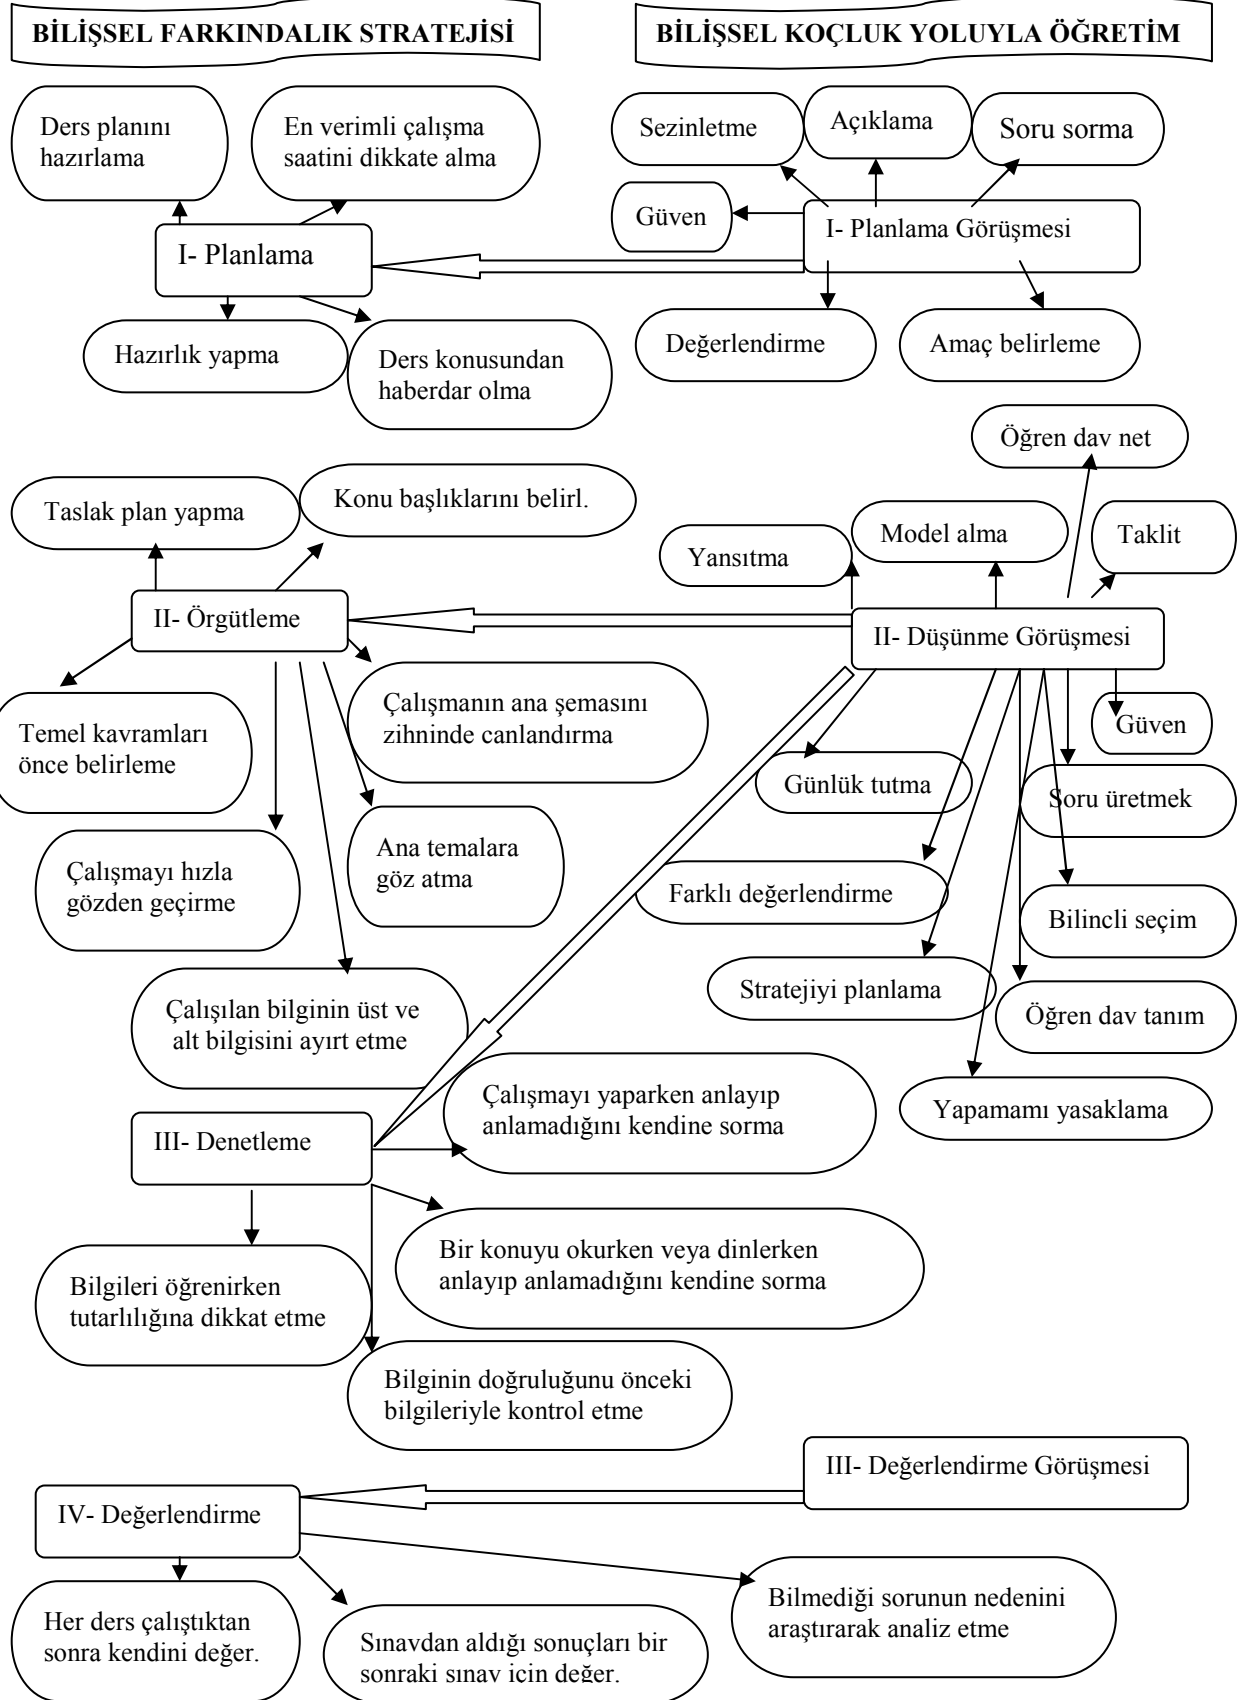 BİLİŞSEL FARKINDALIK STRATEJİSİ
BİLİŞSEL KOÇLUK YOLUYLA ÖĞRETİM
Ders planını
hazırlama
En verimli çalışma
saatini dikkate alma
I- Planlama
Hazırlık yapma
Ders konusundan
haberdar olma
Sezinletme
Açıklama
Soru sorma
Güven
I- Planlama Görüşmesi
Değerlendirme
Amaç belirleme
Taslak plan yapma
Konu başlıklarını belirl.
II- Örgütleme
Temel kavramları
önce belirleme
Çalışmanın ana şemasını
zihninde canlandırma
Çalışmayı hızla
gözden geçirme
Ana temalara
göz atma
Çalışılan bilginin üst ve
alt bilgisini ayırt etme
Öğren dav net
Yansıtma
Model alma
Taklit
II- Düşünme Görüşmesi
Güven
Günlük tutma
Soru üretmek
Farklı değerlendirme
Bilincli seçim
Stratejiyi planlama
Öğren dav tanım
Yapamamı yasaklama
III- Denetleme
Çalışmayı yaparken anlayıp
anlamadığını kendine sorma
Bir konuyu okurken veya dinlerken
anlayıp anlamadığını kendine sorma
Bilgileri öğrenirken
tutarlılığına dikkat etme
Bilginin doğruluğunu önceki
bilgileriyle kontrol etme
III- Değerlendirme Görüşmesi
IV- Değerlendirme
Her ders çalıştıktan
sonra kendini değer.
Sınavdan aldığı sonuçları bir
sonraki sınav için değer.
Bilmediği sorunun nedenini
araştırarak analiz etme